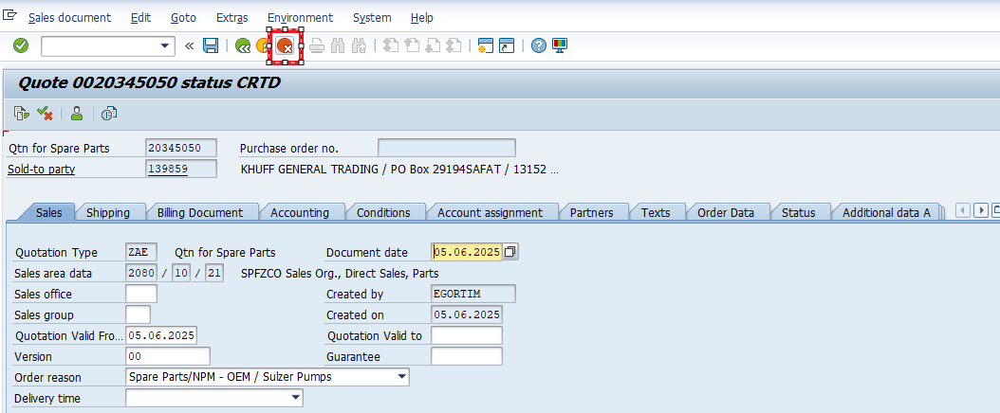 Sales document Edit Goto Extras Environment System Help
«
Quote 0020345050 status CRTD
Qtn for Spare Parts 20345050 Purchase order no.
Sold-to party 139859 KHUFF GENERAL TRADING / PO Box 29194SAFAT / 13152 ...
Sales Shipping Billing Document Accounting Conditions Account assignment Partners Texts Order Data Status Additional data A
Quotation Type ZAE Qtn for Spare Parts Document date 05.06.2025
Sales area data 2080 / 10 / 21 SPFZCO Sales Org., Direct Sales, Parts
Sales office Created by EGORTIM
Sales group Created on 05.06.2025
Quotation Valid Fro... 05.06.2025 Quotation Valid to
Version 00 Guarantee
Order reason Spare Parts/NPM - OEM / Sulzer Pumps
Delivery time